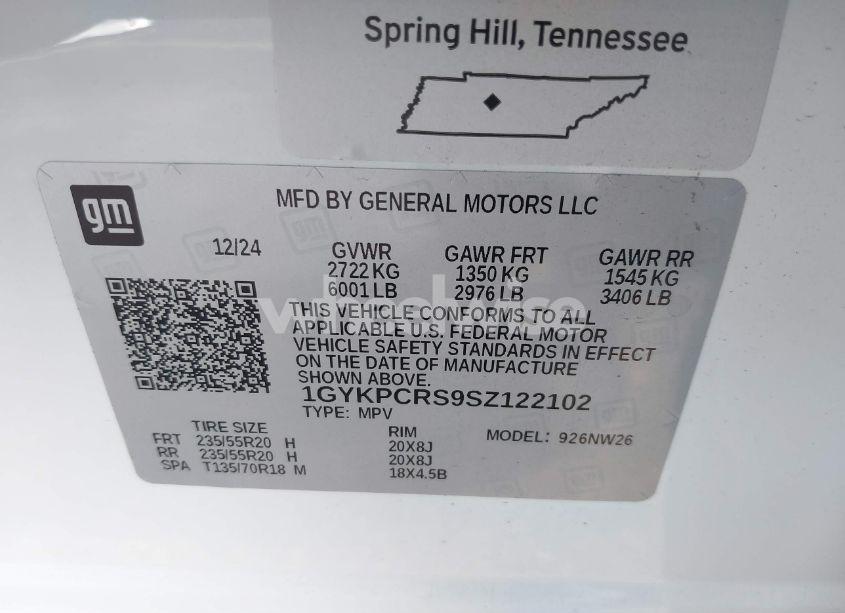 Spring Hill, Tennessee
gm
MFD BY GENERAL MOTORS LLC
12/24
GVWR GAWR FRT GAWR RR
2722 KG 1350 KG 1545 KG
6001 LB 2976 LB 3406 LB
THIS VEHICLE CONFORMS TO ALL
APPLICABLE U.S. FEDERAL MOTOR
VEHICLE SAFETY STANDARDS IN EFFECT
ON THE DATE OF MANUFACTURE
SHOWN ABOVE.
1GYKPCRS9SZ122102
TYPE: MPV
TIRE SIZE RIM MODEL: 926NW26
FRT 235/55R20 H 20X8J
RR 235/55R20 H 20X8J
SPA T135/70R18 M 18X4.5B